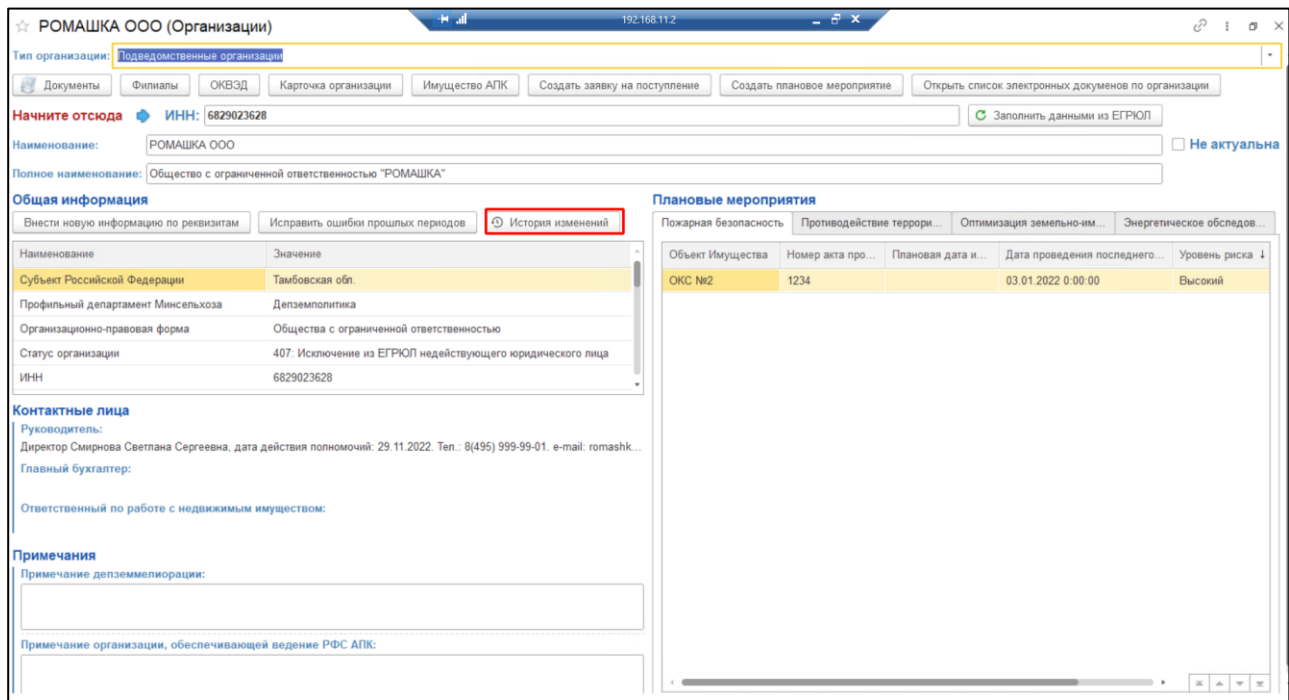 РОМАШКА ООО (Организации)
192.168.11.2
Тип организации: Подведомственные организации
Документы Филиалы ОКВЭД Карточка организации Имущество АПК Создать заявку на поступление Создать плановое мероприятие Открыть список электронных докуменов по организации
Начните отсюда ИНН: 6829023628 Заполнить данными из ЕГРЮЛ
Наименование: РОМАШКА ООО Не актуальна
Полное наименование: Общество с ограниченной ответственностью "РОМАШКА"
Общая информация
Внести новую информацию по реквизитам Исправить ошибки прошлых периодов История изменений
Наименование Значение
Субъект Российской Федерации Тамбовская обл.
Профильный департамент Минсельхоза Депземполитика
Организационно-правовая форма Общества с ограниченной ответственностью
Статус организации 407: Исключение из ЕГРЮЛ недействующего юридического лица
ИНН 6829023628
Контактные лица
Руководитель:
Директор Смирнова Светлана Сергеевна, дата действия полномочий: 29.11.2022. Тел.: 8(495) 999-99-01. e-mail: romashk...
Главный бухгалтер:
Ответственный по работе с недвижимым имуществом:
Примечания
Примечание депземмелиорации:
Примечание организации, обеспечивающей ведение РФС АПК:
Плановые мероприятия
Пожарная безопасность Противодействие террори... Оптимизация земельно-им... Энергетическое обследов...
Объект Имущества Номер акта про... Плановая дата и... Дата проведения последнего... Уровень риска ↓
ОКС №2 1234 03.01.2022 0:00:00 Высокий